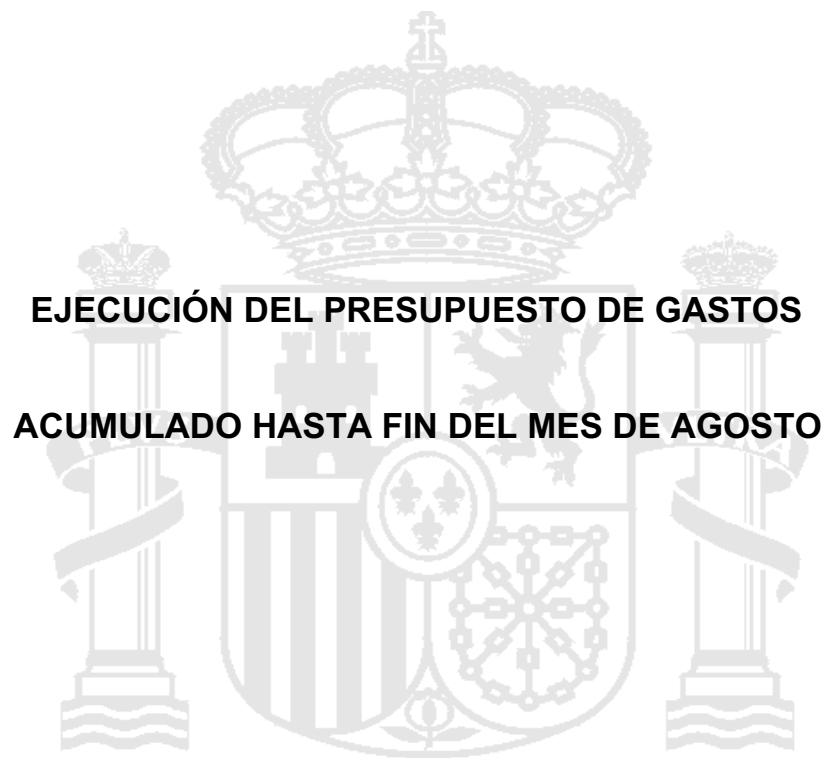 EJECUCIÓN DEL PRESUPUESTO DE GASTOS
ACUMULADO HASTA FIN DEL MES DE AGOSTO